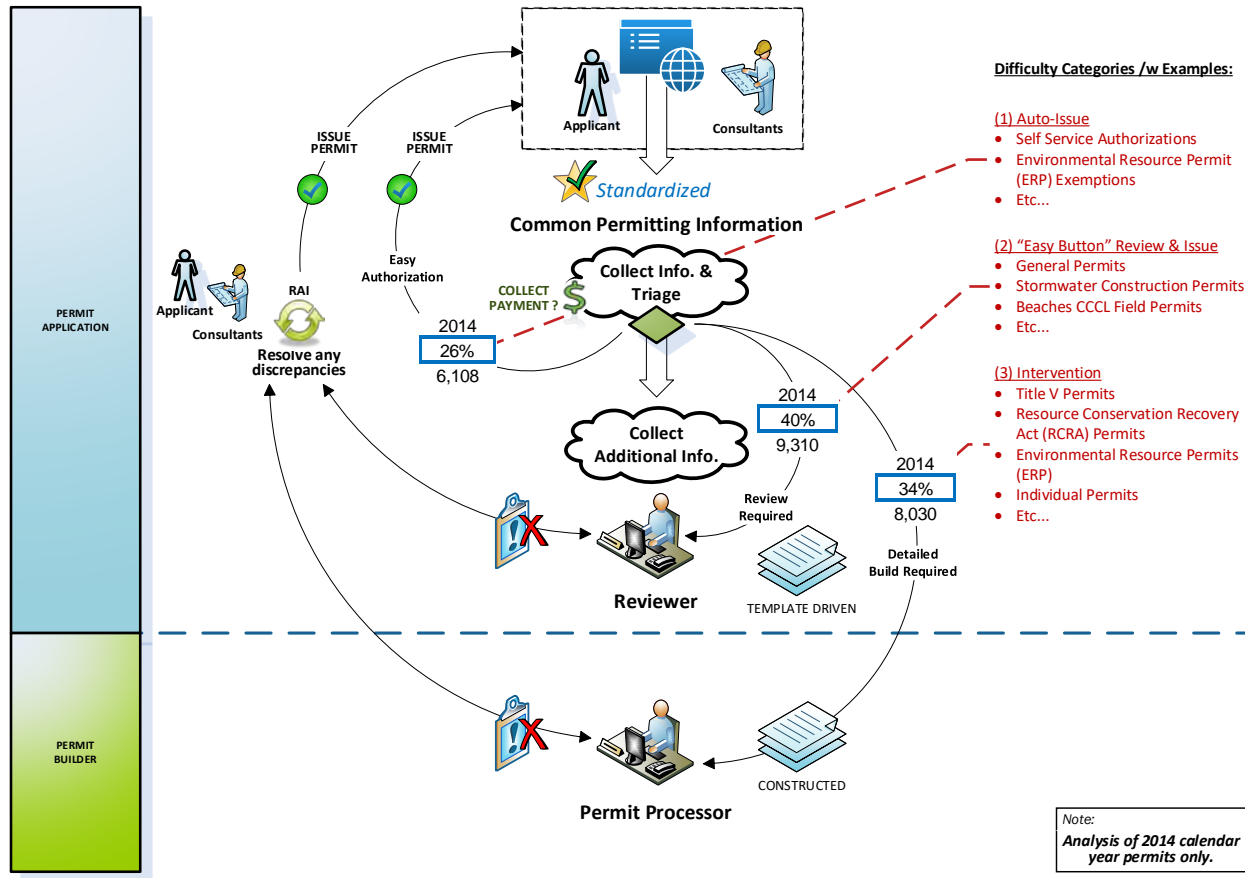 PERMIT
APPLICATION
PERMIT
BUILDER
Applicant
Consultants
ISSUE
PERMIT
ISSUE
PERMIT
Standardized
Common Permitting Information
Easy
Authorization
Collect Info. &
Triage
COLLECT
PAYMENT ?
$
Applicant
Consultants
RAI
Resolve any
discrepancies
2014
26%
6,108
2014
40%
9,310
2014
34%
8,030
Collect
Additional Info.
Review
Required
Detailed
Build Required
Reviewer
TEMPLATE DRIVEN
Permit Processor
CONSTRUCTED
Difficulty Categories /w Examples:
(1) Auto-Issue
• Self Service Authorizations
• Environmental Resource Permit
(ERP) Exemptions
• Etc...
(2) “Easy Button” Review & Issue
• General Permits
• Stormwater Construction Permits
• Beaches CCCL Field Permits
• Etc...
(3) Intervention
• Title V Permits
• Resource Conservation Recovery
Act (RCRA) Permits
• Environmental Resource Permits
(ERP)
• Individual Permits
• Etc...
Note:
Analysis of 2014 calendar
year permits only.